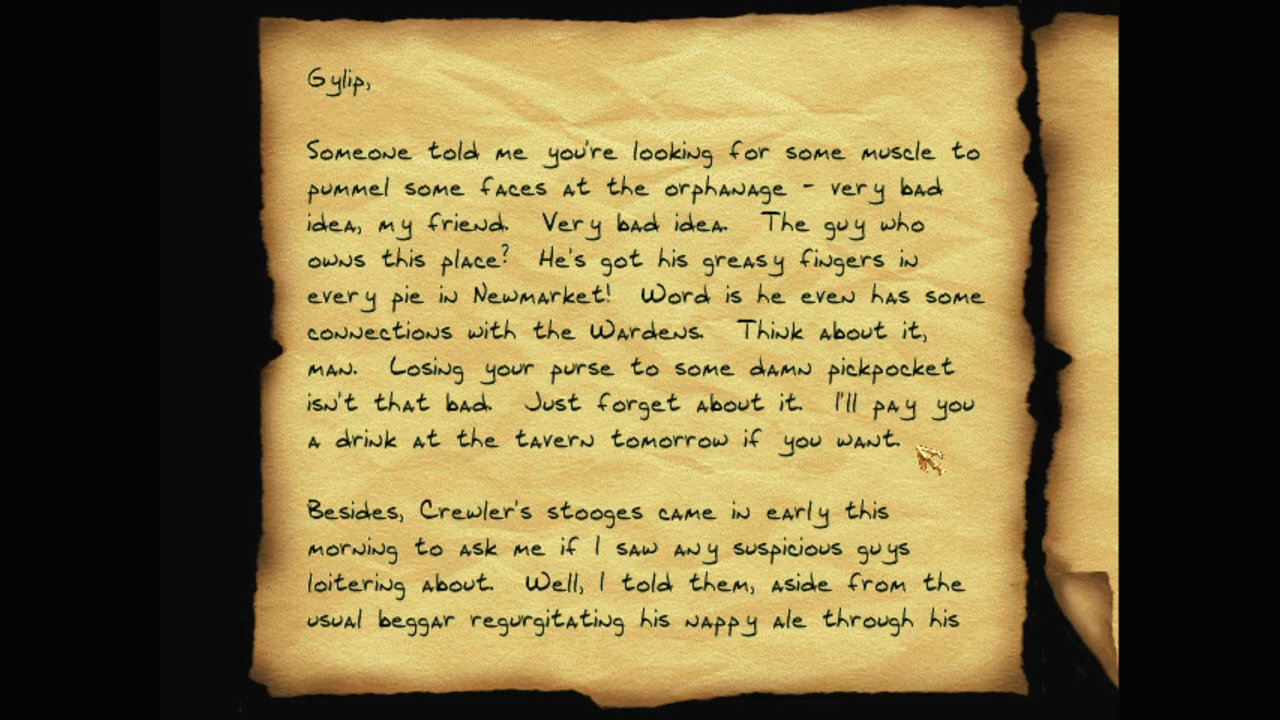 Gylip,
Someone told me you're looking for some muscle to
pummel some faces at the orphanage - very bad
idea, my friend. Very bad idea. The guy who
owns this place? He's got his greasy fingers in
every pie in Newmarket! Word is he even has some
connections with the Wardens. Think about it,
man. Losing your purse to some damn pickpocket
isn't that bad. Just forget about it. I'll pay you
a drink at the tavern tomorrow if you want.
Besides, Crewler's stooges came in early this
morning to ask me if I saw any suspicious guys
loitering about. Well, I told them, aside from the
usual beggar regurgitating his nappy ale through his